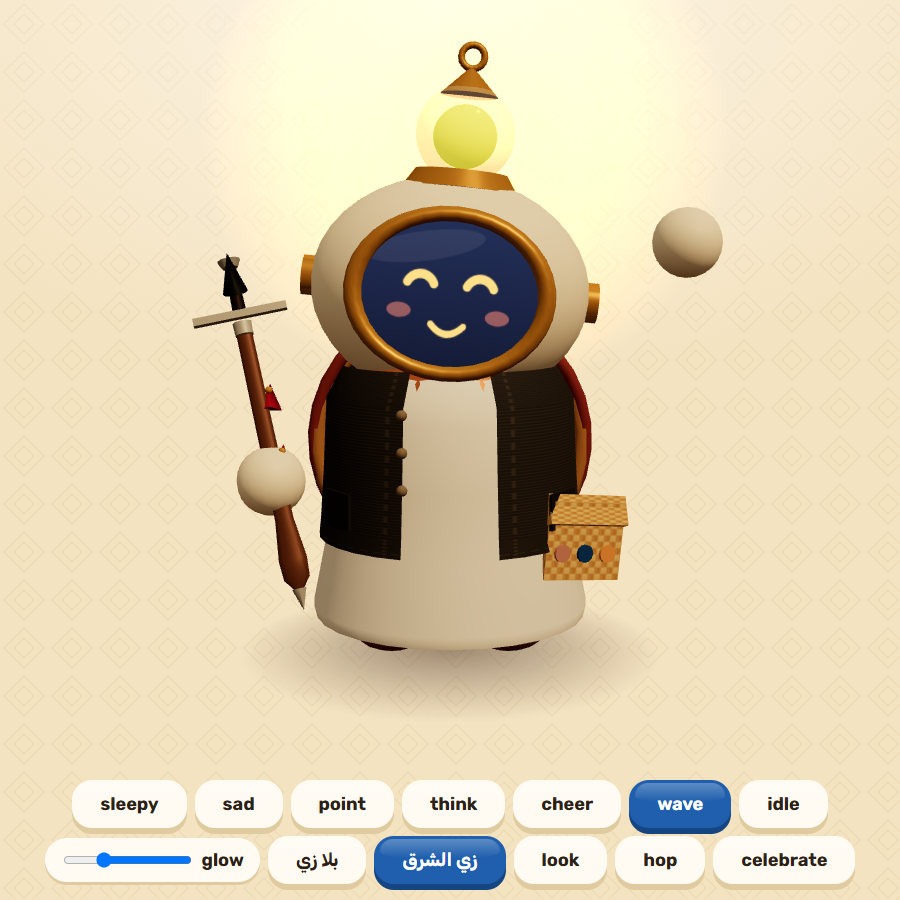 idle wave cheer think point sad sleepy
celebrate hop look زي الشرق بلا زي glow